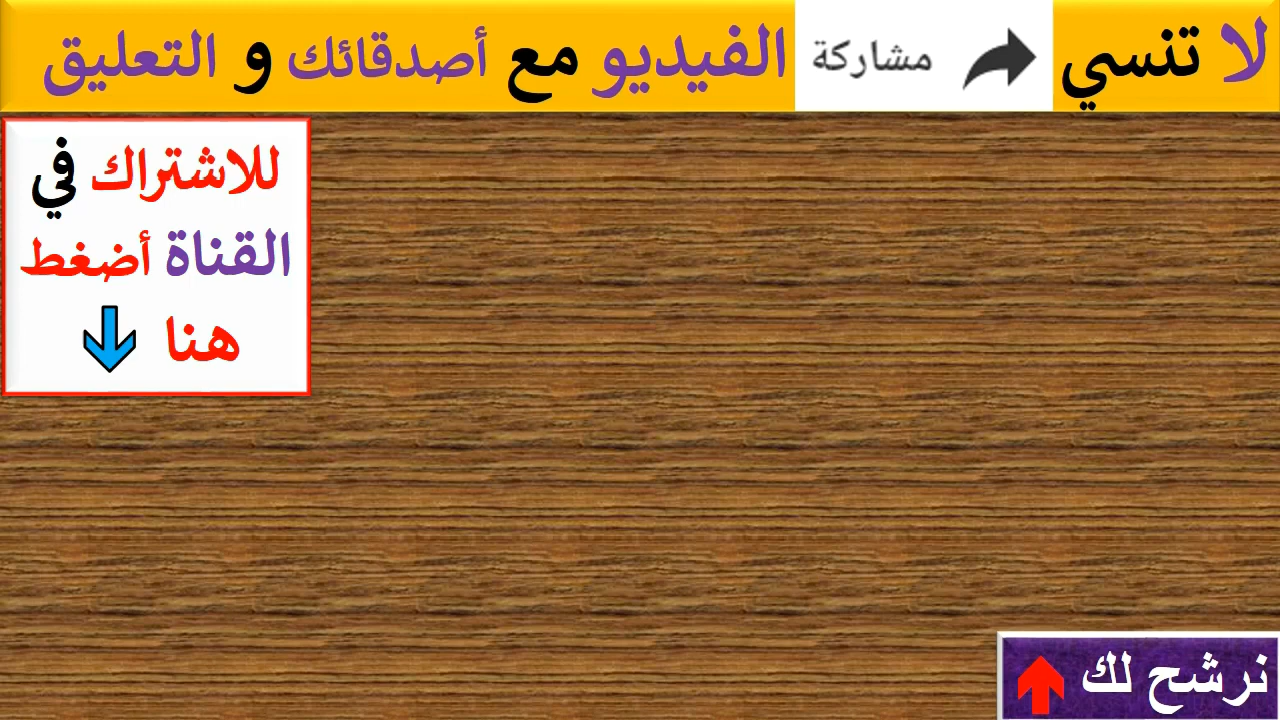 لا تنسي مشاركة الفيديو مع أصدقائك و التعليق
للاشتراك في
القناة أضغط
هنا
نرشح لك